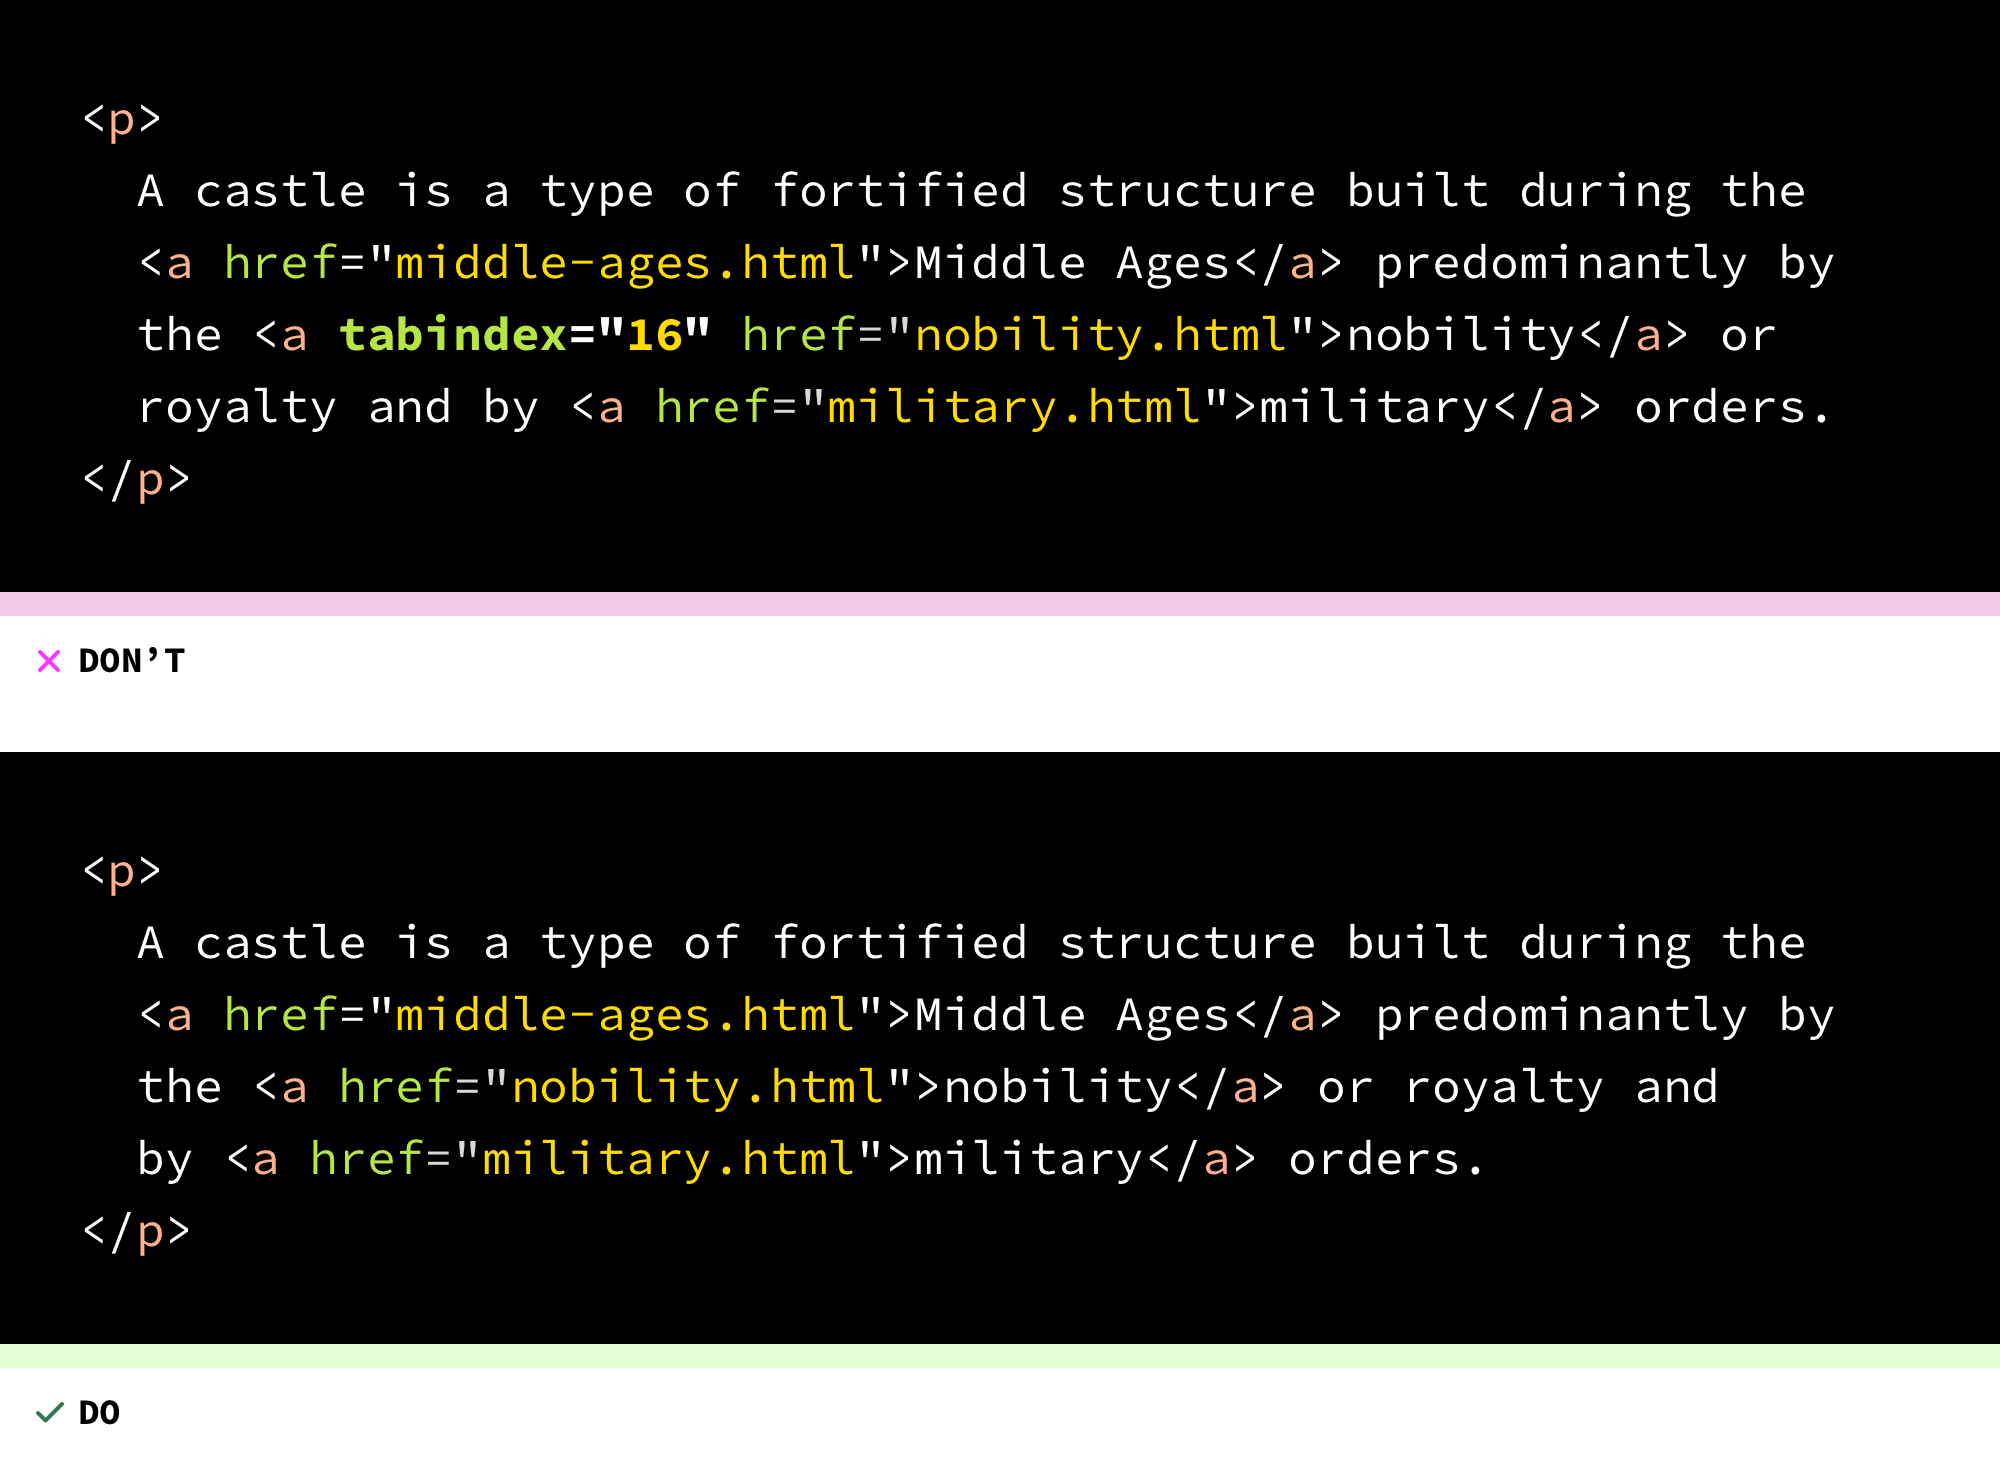 <p>
A castle is a type of fortified structure built during the
<a href="middle-ages.html">Middle Ages</a> predominantly by
the <a tabindex="16" href="nobility.html">nobility</a> or
royalty and by <a href="military.html">military</a> orders.
</p>
✕ DON’T
<p>
A castle is a type of fortified structure built during the
<a href="middle-ages.html">Middle Ages</a> predominantly by
the <a href="nobility.html">nobility</a> or royalty and
by <a href="military.html">military</a> orders.
</p>
✓ DO